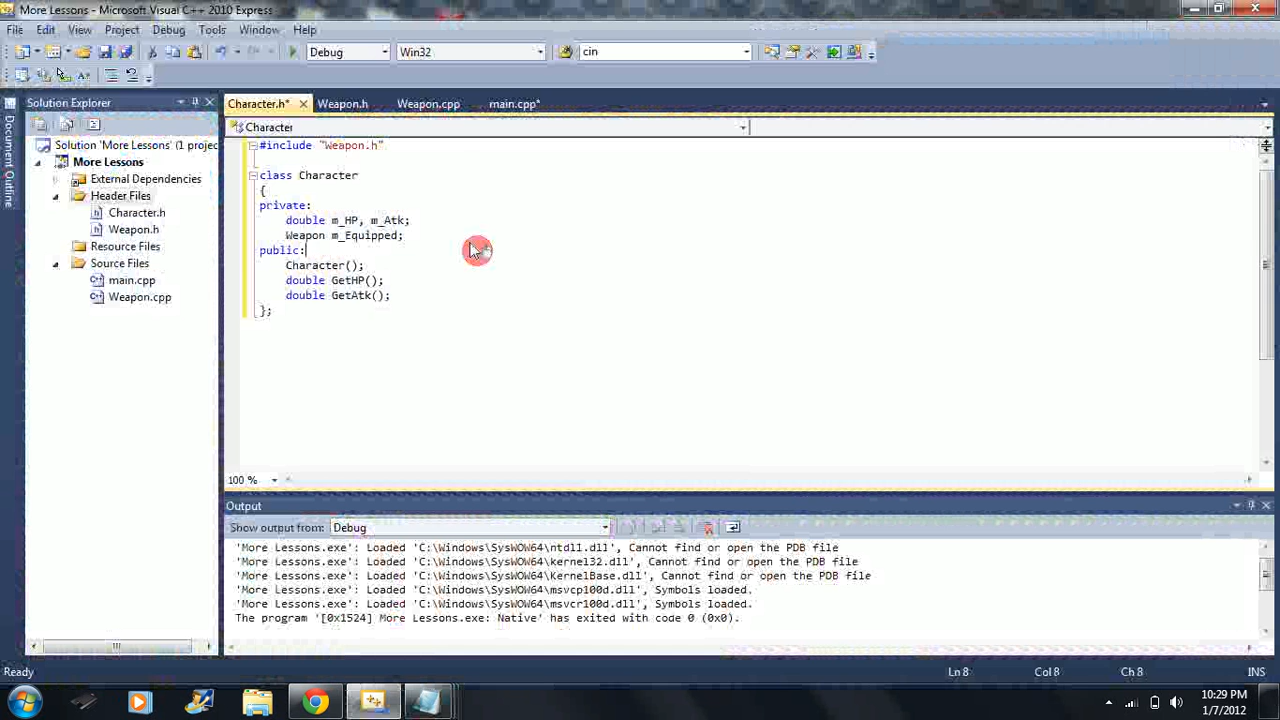 More Lessons - Microsoft Visual C++ 2010 Express
File Edit View Project Debug Tools Window Help
Debug Win32 cin
Solution Explorer
Character.h* Weapon.h Weapon.cpp main.cpp*
Document Outline
Character
Solution 'More Lessons' (1 projec
More Lessons
External Dependencies
Header Files
Character.h
Weapon.h
Resource Files
Source Files
main.cpp
Weapon.cpp
#include "Weapon.h"
class Character
{
private:
double m_HP, m_Atk;
Weapon m_Equipped;
public:
Character();
double GetHP();
double GetAtk();
};
100 %
Output
Show output from: Debug
'More Lessons.exe': Loaded 'C:\Windows\SysWOW64\ntdll.dll', Cannot find or open the PDB file
'More Lessons.exe': Loaded 'C:\Windows\SysWOW64\kernel32.dll', Cannot find or open the PDB file
'More Lessons.exe': Loaded 'C:\Windows\SysWOW64\KernelBase.dll', Cannot find or open the PDB file
'More Lessons.exe': Loaded 'C:\Windows\SysWOW64\msvcp100d.dll', Symbols loaded.
'More Lessons.exe': Loaded 'C:\Windows\SysWOW64\msvcr100d.dll', Symbols loaded.
The program '[0x1524] More Lessons.exe: Native' has exited with code 0 (0x0).
Ready Ln 8 Col 8 Ch 8 INS
10:29 PM
1/7/2012